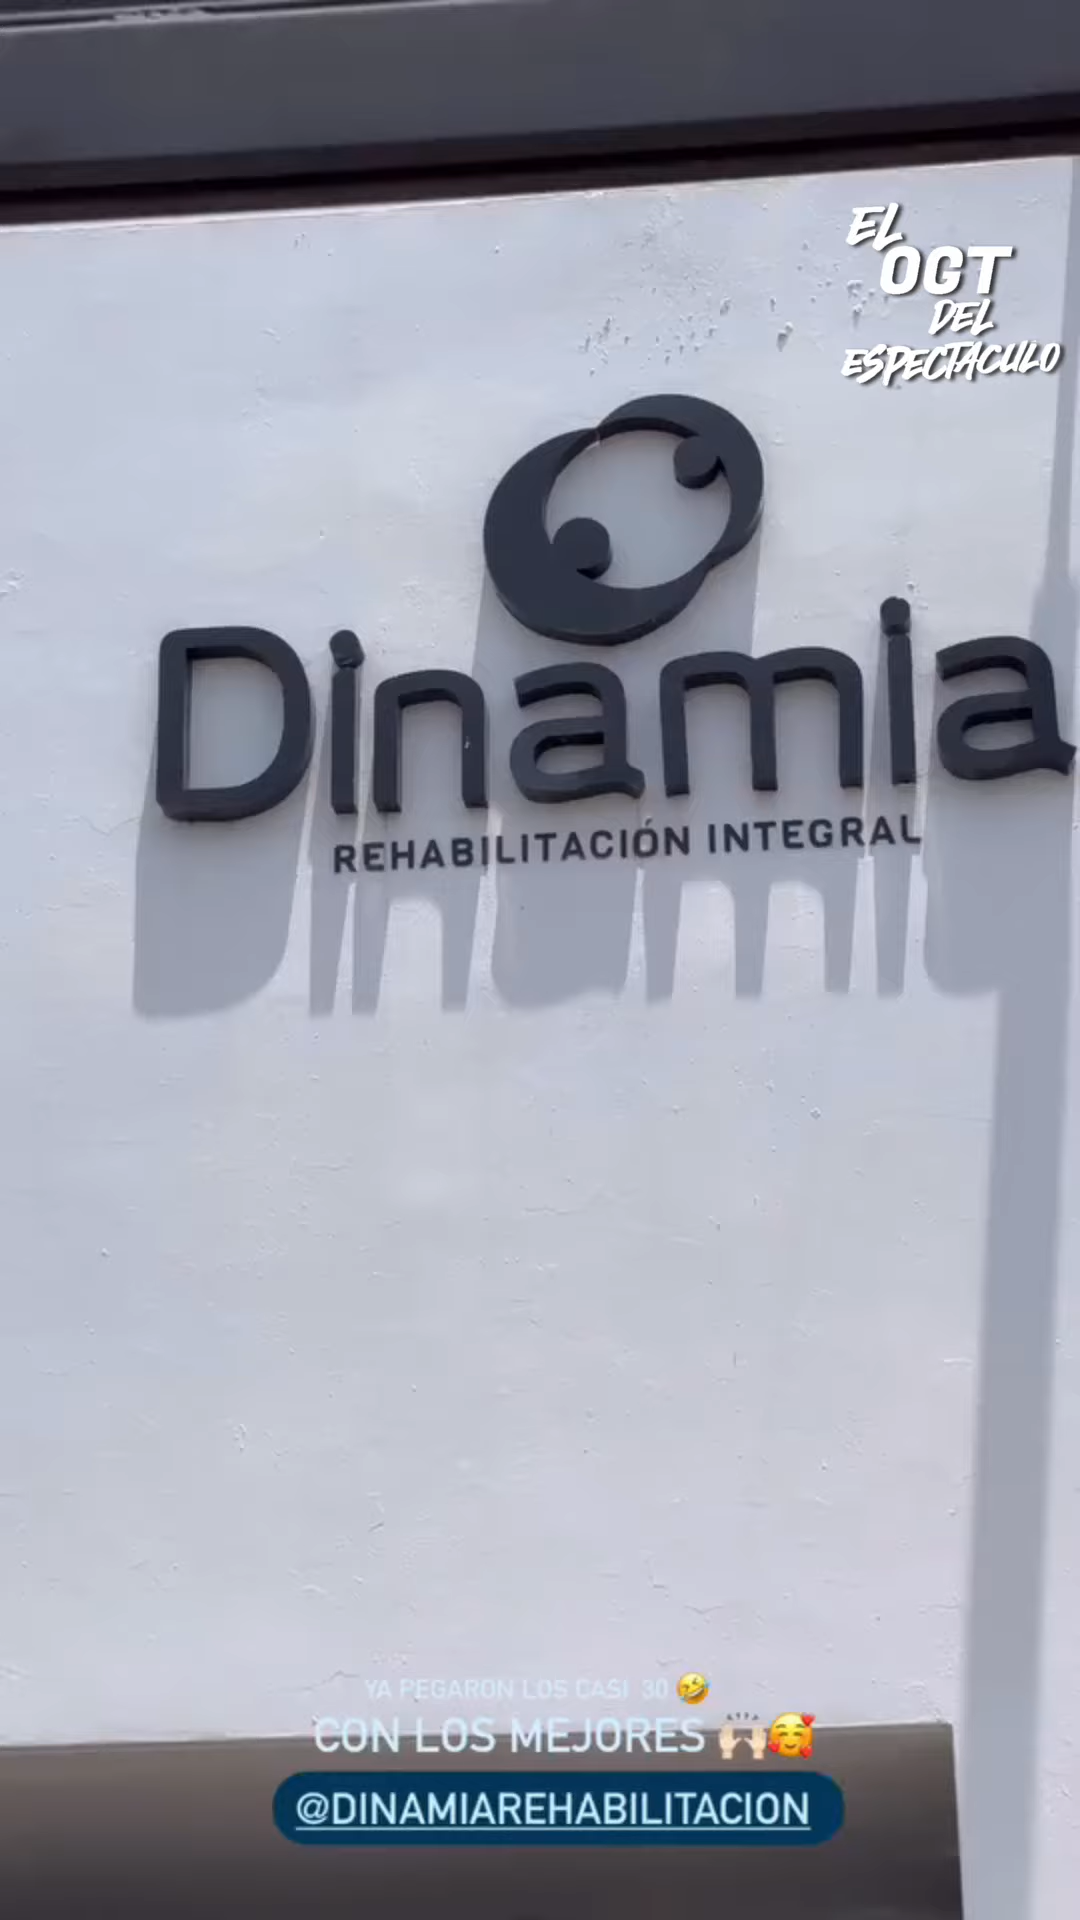 EL
OGT
DEL
ESPECTACULO
Dinamia
REHABILITACIÓN INTEGRAL
YA PEGARON LOS CASI 30 🤣
CON LOS MEJORES 🙌🏻🥰
@DINAMIAREHABILITACION